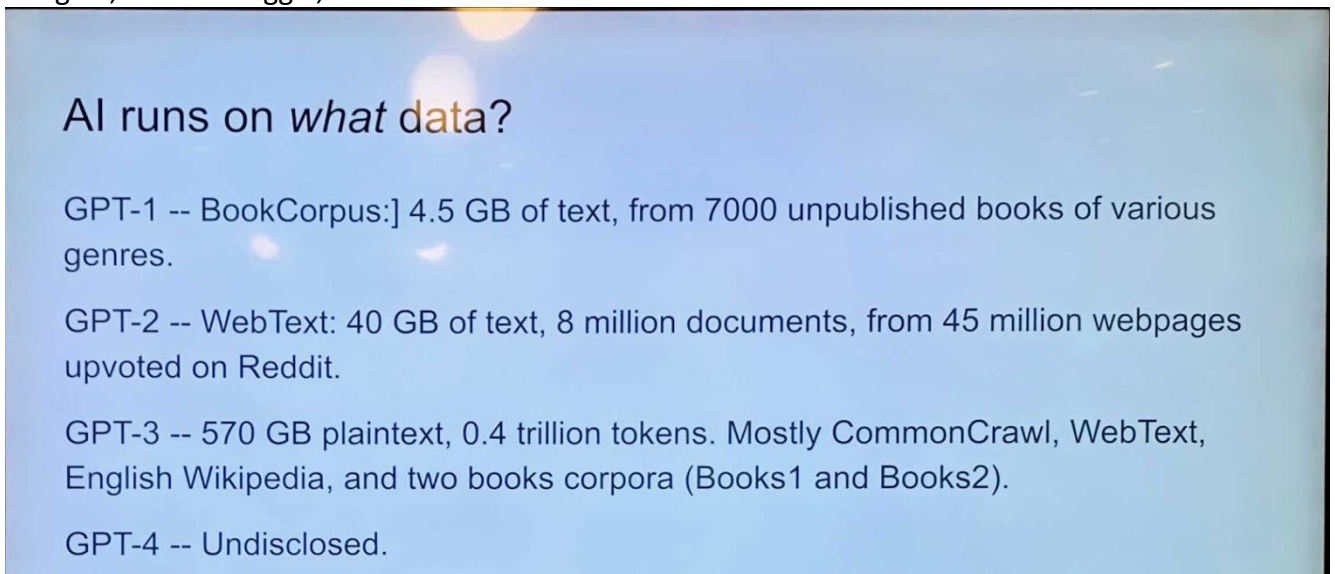 AI runs on what data?
GPT-1 -- BookCorpus:] 4.5 GB of text, from 7000 unpublished books of various
genres.
GPT-2 -- WebText: 40 GB of text, 8 million documents, from 45 million webpages
upvoted on Reddit.
GPT-3 -- 570 GB plaintext, 0.4 trillion tokens. Mostly CommonCrawl, WebText,
English Wikipedia, and two books corpora (Books1 and Books2).
GPT-4 -- Undisclosed.